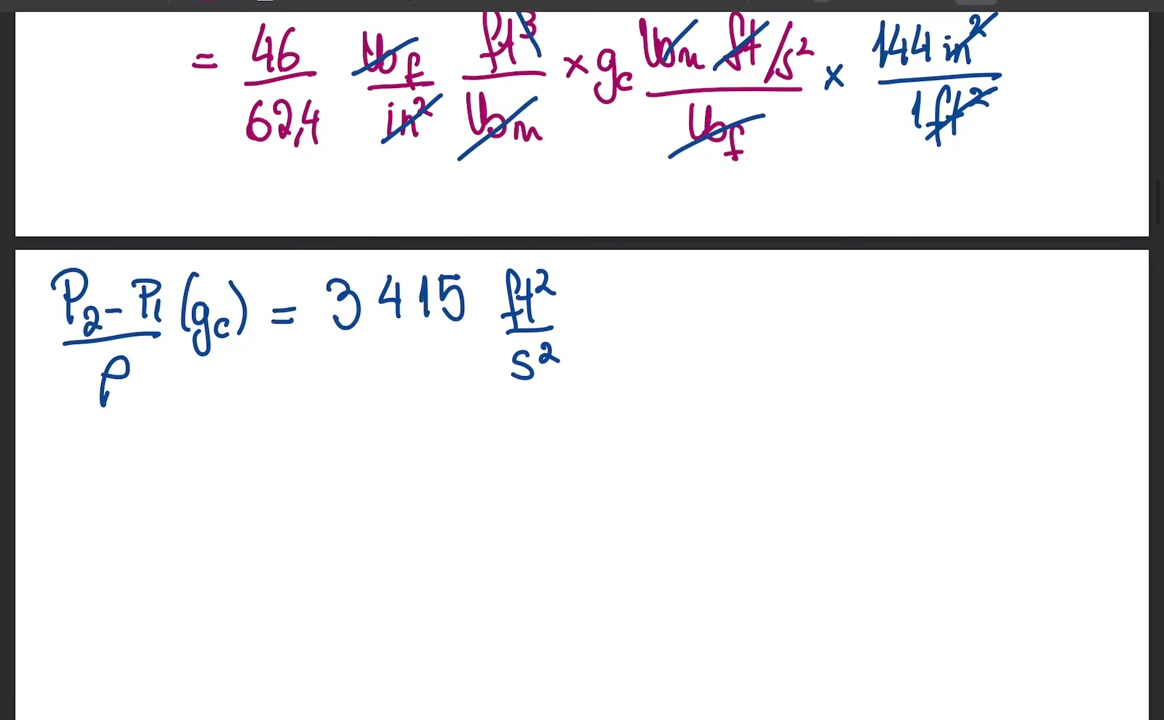 = 46/62,4 lbf/in² ft³/lbm × gc lbm ft/s²/lbf × 144 in²/1 ft²
P₂-P₁/ρ (gc) = 3415 ft²/s²